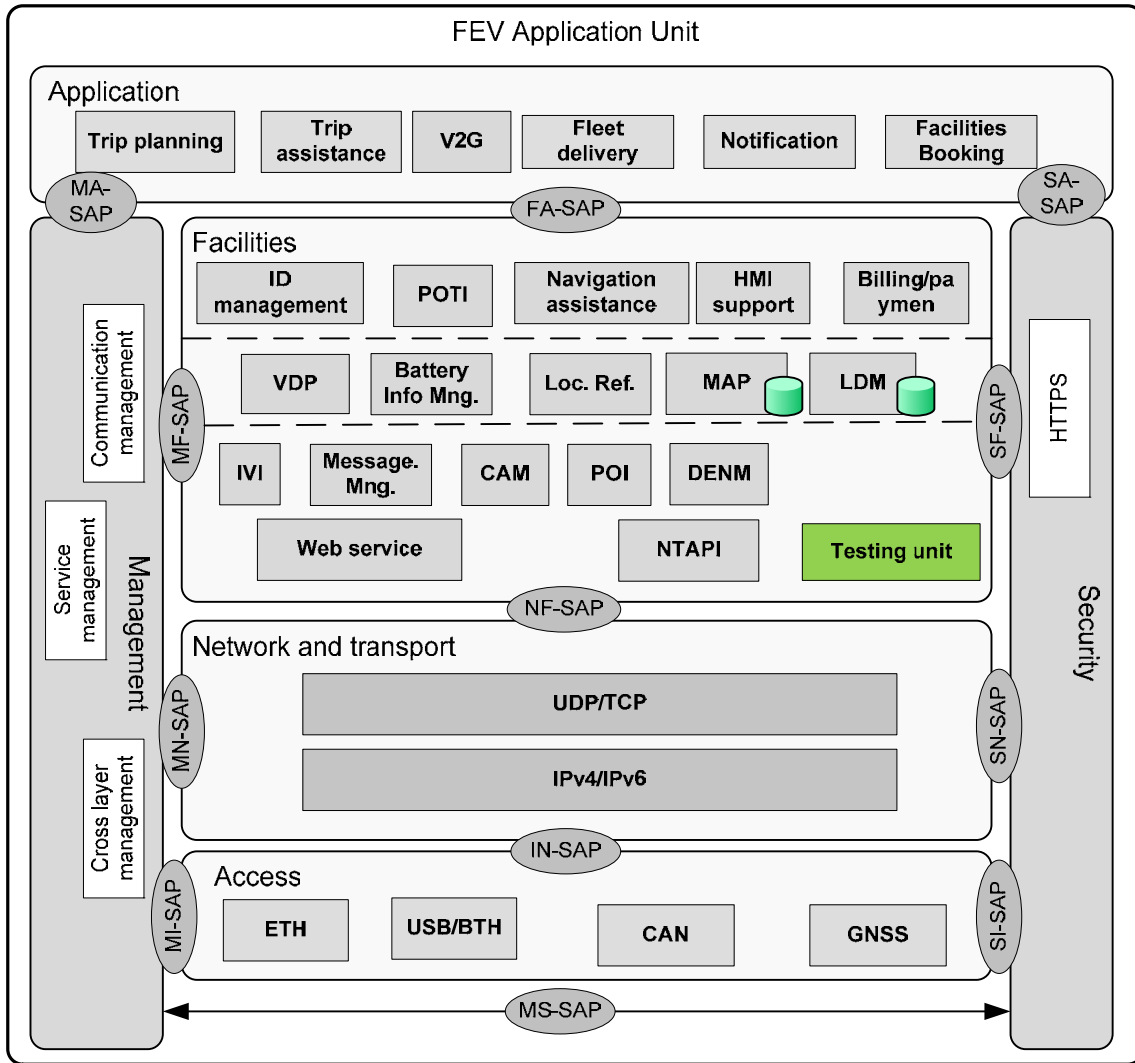 FEV Application Unit
Application
Trip planning
Trip
assistance
V2G
Fleet
delivery
Notification
Facilities
Booking
MA-
SAP
FA-SAP
SA-
SAP
Facilities
ID
management
POTI
Navigation
assistance
HMI
support
Billing/pa
ymen
VDP
Battery
Info Mng.
Loc. Ref.
MAP
LDM
IVI
Message.
Mng.
CAM
POI
DENM
Web service
NTAPI
Testing unit
Communication
management
Service
management
Cross layer
management
Management
MF-SAP
MN-SAP
MI-SAP
SF-SAP
SN-SAP
SI-SAP
HTTPS
Security
NF-SAP
Network and transport
UDP/TCP
IPv4/IPv6
IN-SAP
Access
ETH
USB/BTH
CAN
GNSS
MS-SAP